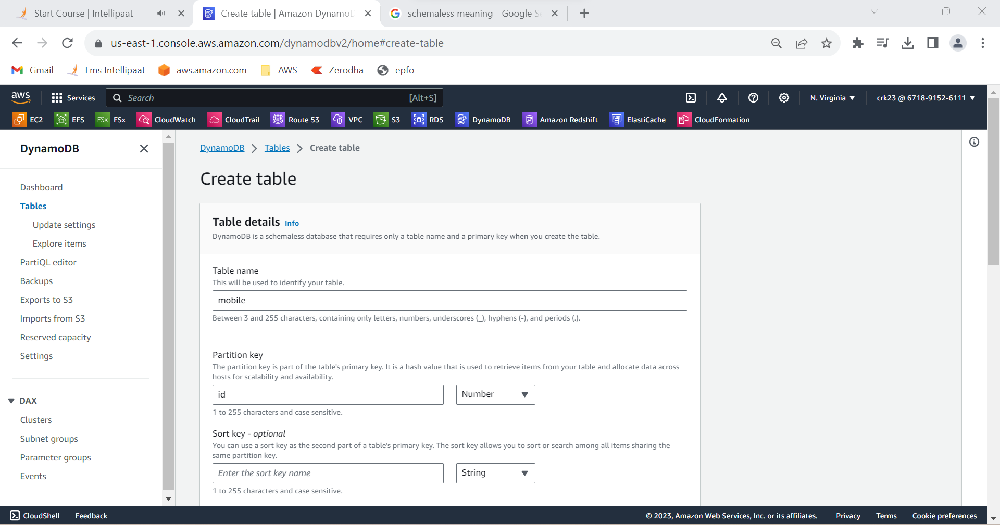 Start Course | Intellipaat
Create table | Amazon DynamoD
schemaless meaning - Google S
us-east-1.console.aws.amazon.com/dynamodbv2/home#create-table
Gmail
Lms Intellipaat
aws.amazon.com
AWS
Zerodha
epfo
aws
Services
Search
[Alt+S]
N. Virginia
crk23 @ 6718-9152-6111
EC2
EFS
FSx
FSx
CloudWatch
CloudTrail
Route 53
VPC
S3
RDS
DynamoDB
Amazon Redshift
ElastiCache
CloudFormation
DynamoDB
Dashboard
Tables
Update settings
Explore items
PartiQL editor
Backups
Exports to S3
Imports from S3
Reserved capacity
Settings
DAX
Clusters
Subnet groups
Parameter groups
Events
DynamoDB
Tables
Create table
Create table
Table details Info
DynamoDB is a schemaless database that requires only a table name and a primary key when you create the table.
Table name
This will be used to identify your table.
mobile
Between 3 and 255 characters, containing only letters, numbers, underscores (_), hyphens (-), and periods (.).
Partition key
The partition key is part of the table's primary key. It is a hash value that is used to retrieve items from your table and allocate data across
hosts for scalability and availability.
id
Number
1 to 255 characters and case sensitive.
Sort key - optional
You can use a sort key as the second part of a table's primary key. The sort key allows you to sort or search among all items sharing the
same partition key.
Enter the sort key name
String
1 to 255 characters and case sensitive.
CloudShell
Feedback
© 2023, Amazon Web Services, Inc. or its affiliates.
Privacy
Terms
Cookie preferences